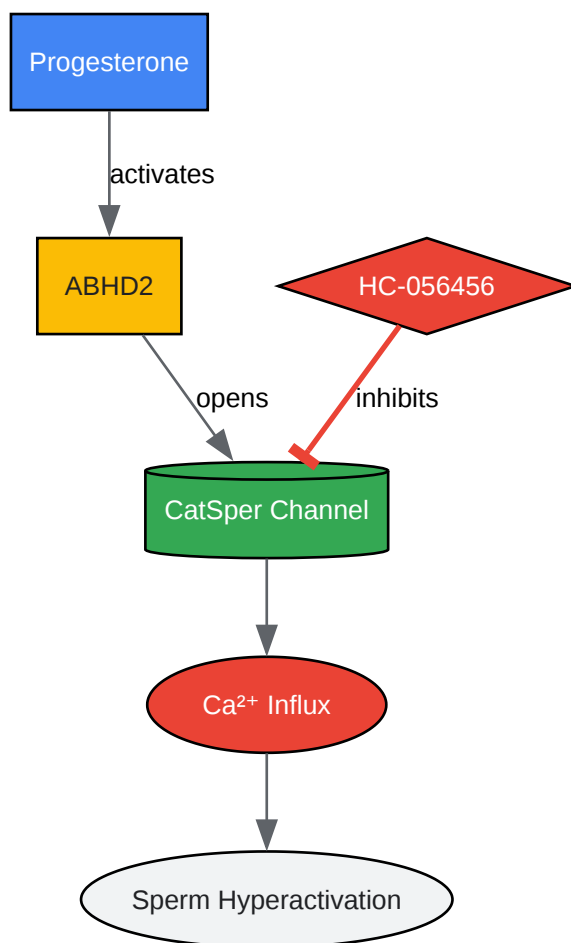 Progesterone
activates
ABHD2
HC-056456
opens
inhibits
CatSper Channel
Ca²⁺ Influx
Sperm Hyperactivation